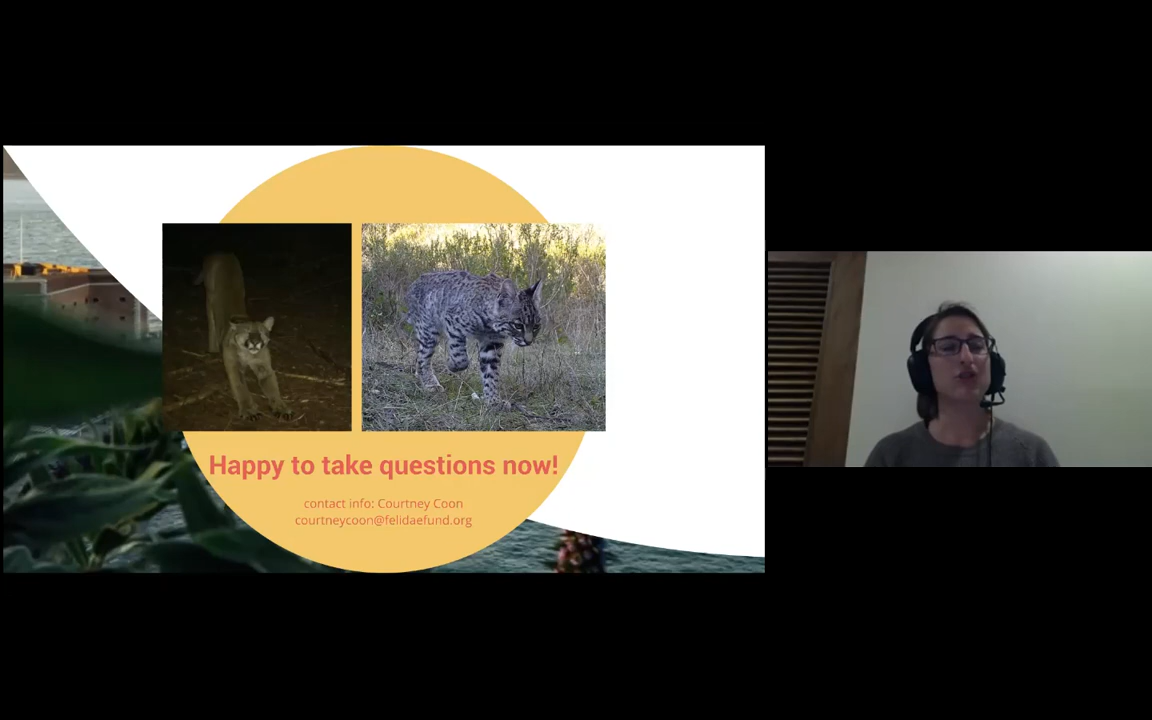 Happy to take questions now!
contact info: Courtney Coon
courtneycoon@felidaefund.org